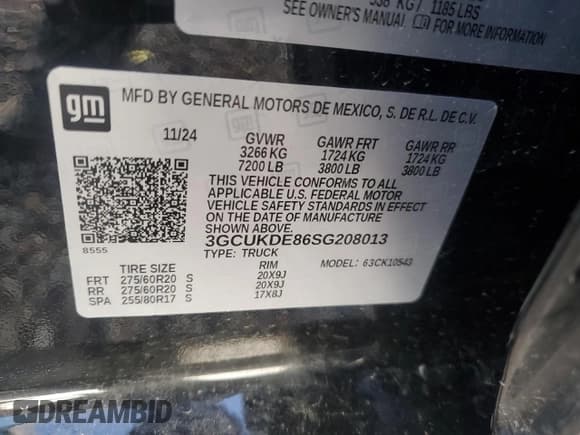 538 KG / 1185 LBS
SEE OWNER'S MANUAL FOR MORE INFORMATION
gm
MFD BY GENERAL MOTORS DE MEXICO, S. DE R.L. DE C.V.
11/24 GVWR GAWR FRT GAWR RR
3266 KG 1724 KG 1724 KG
7200 LB 3800 LB 3800 LB
THIS VEHICLE CONFORMS TO ALL
APPLICABLE U.S. FEDERAL MOTOR
VEHICLE SAFETY STANDARDS IN EFFECT
ON THE DATE OF MANUFACTURE
SHOWN ABOVE.
8555 3GCUKDE86SG208013
TYPE: TRUCK MODEL: 63CK10543
TIRE SIZE RIM
FRT 275/60R20 S 20X9J
RR 275/60R20 S 20X9J
SPA 255/80R17 S 17X8J
DREAMBID